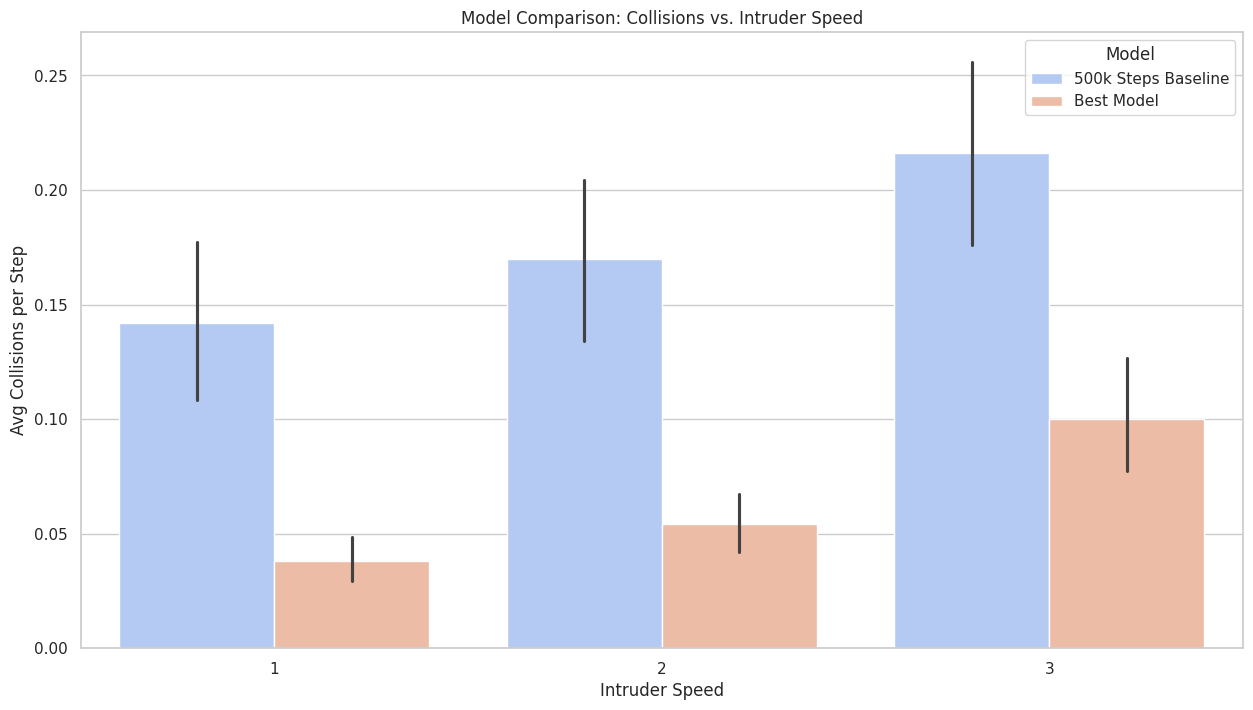 Model Comparison: Collisions vs. Intruder Speed
Model
500k Steps Baseline
Best Model
Avg Collisions per Step
0.25
0.20
0.15
0.10
0.05
0.00
1 2 3
Intruder Speed